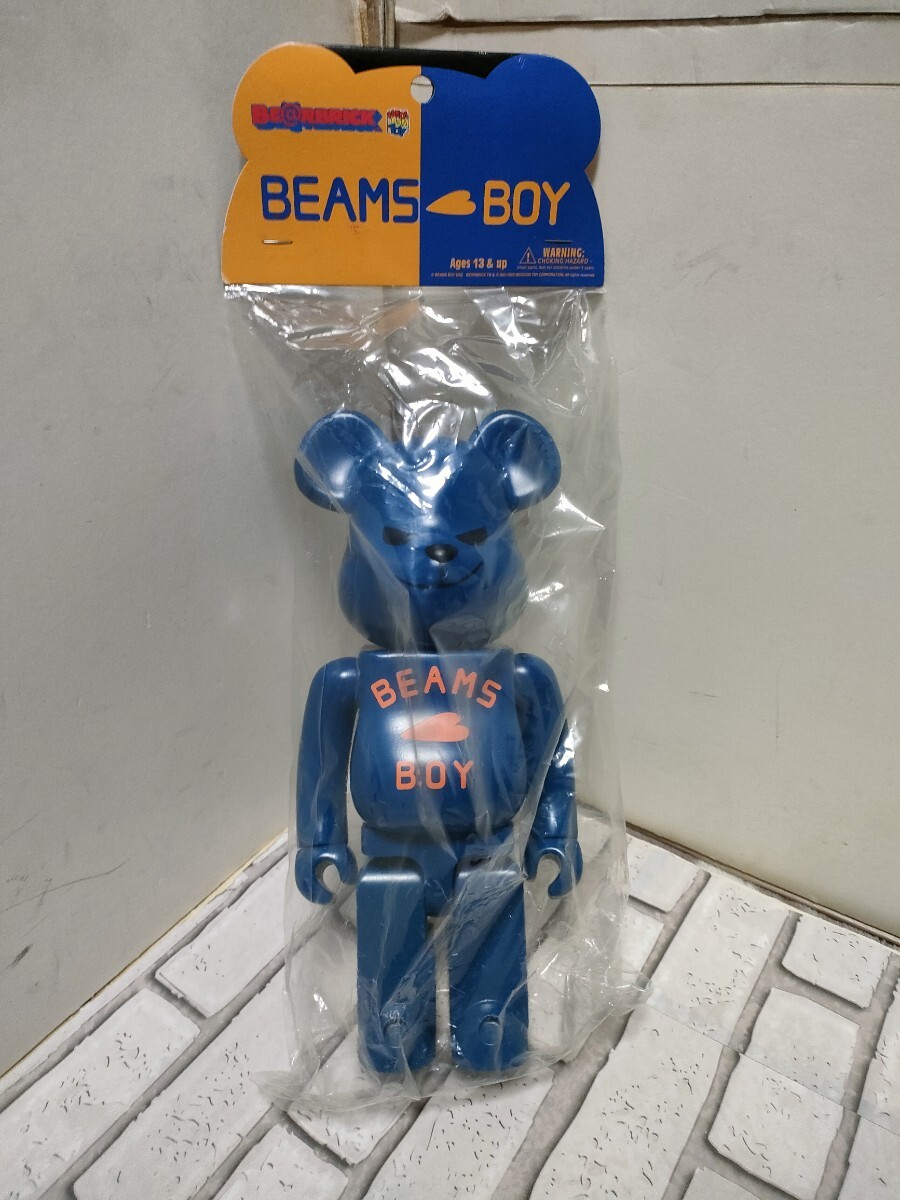 BE@RBRICK
BEAMS BOY
Ages 13 & up
WARNING:
CHOKING HAZARD -
BEAMS
BOY